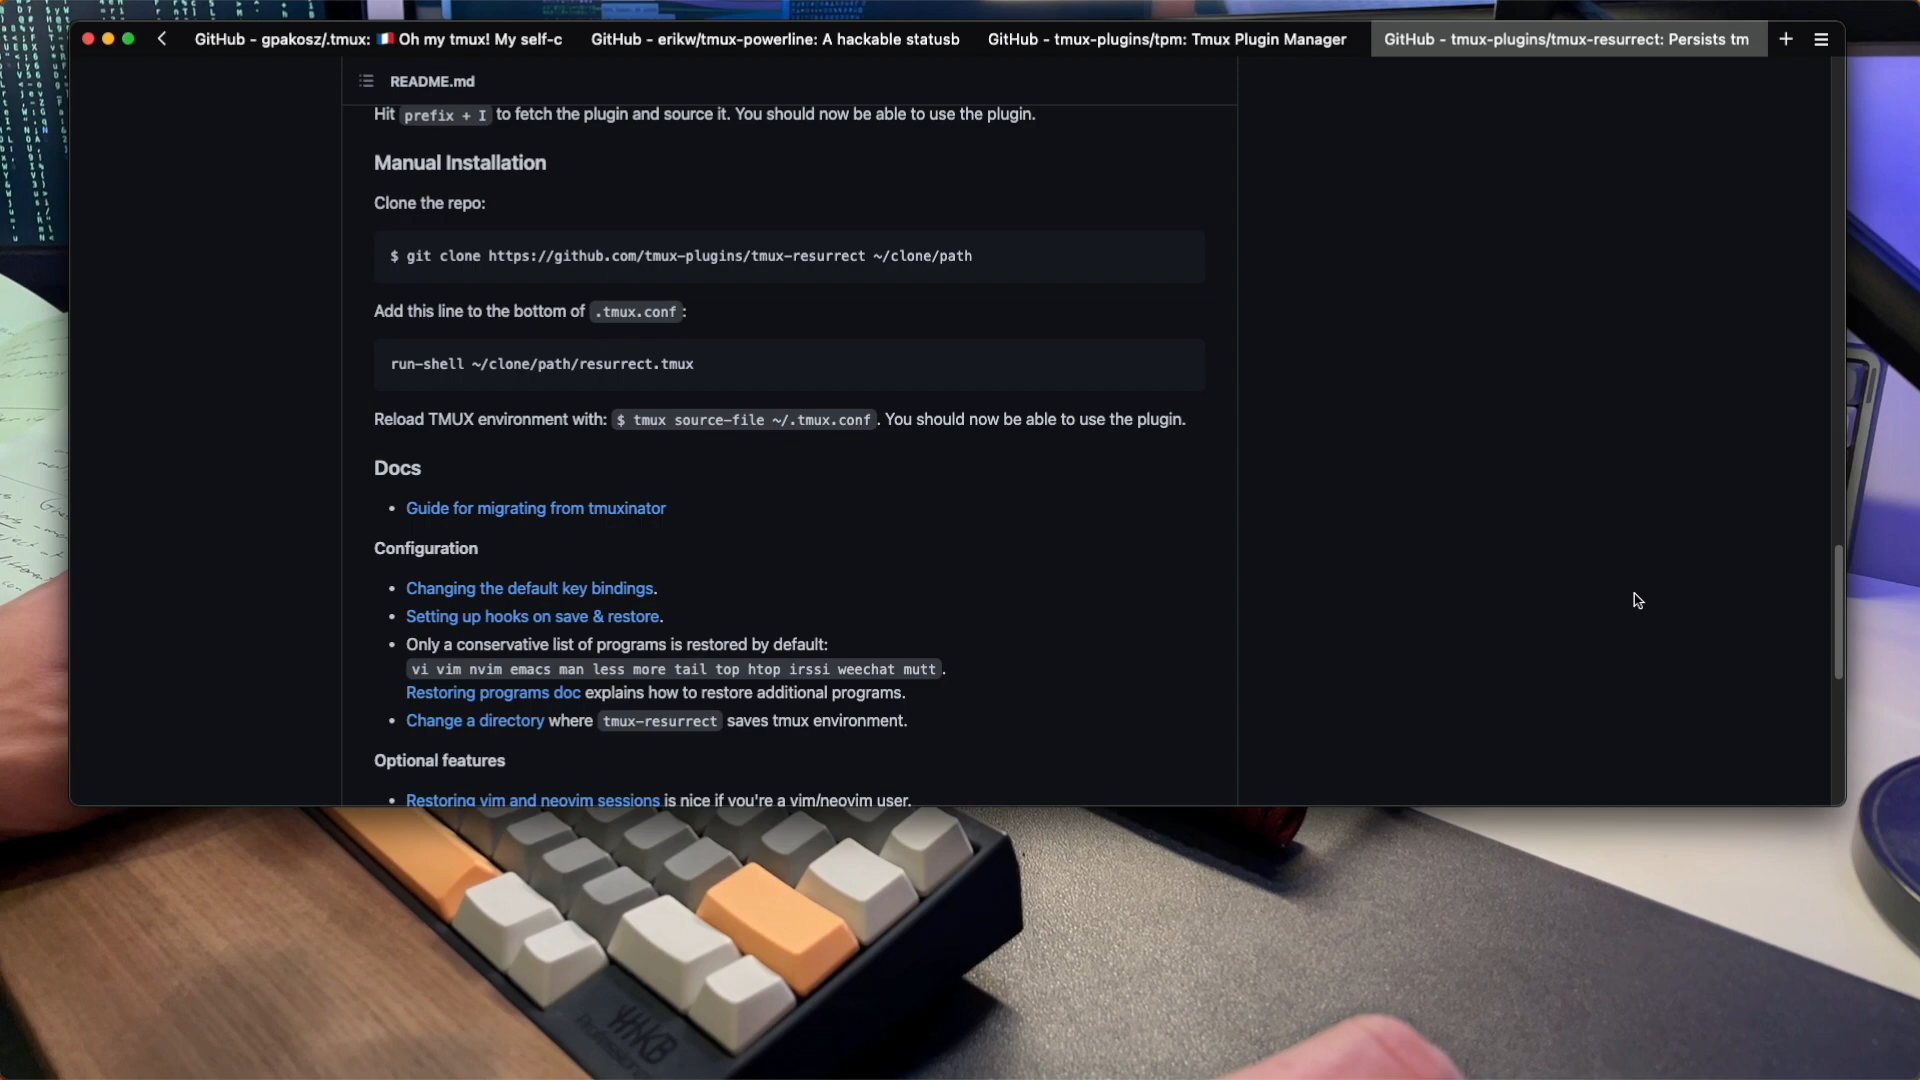 GitHub - gpakosz/.tmux: 🇫🇷 Oh my tmux! My self-c
GitHub - erikw/tmux-powerline: A hackable statusb
GitHub - tmux-plugins/tpm: Tmux Plugin Manager
GitHub - tmux-plugins/tmux-resurrect: Persists tm
README.md
Hit prefix + I to fetch the plugin and source it. You should now be able to use the plugin.
Manual Installation
Clone the repo:
$ git clone https://github.com/tmux-plugins/tmux-resurrect ~/clone/path
Add this line to the bottom of .tmux.conf:
run-shell ~/clone/path/resurrect.tmux
Reload TMUX environment with: $ tmux source-file ~/.tmux.conf. You should now be able to use the plugin.
Docs
• Guide for migrating from tmuxinator
Configuration
• Changing the default key bindings.
• Setting up hooks on save & restore.
• Only a conservative list of programs is restored by default:
vi vim nvim emacs man less more tail top htop irssi weechat mutt.
Restoring programs doc explains how to restore additional programs.
• Change a directory where tmux-resurrect saves tmux environment.
Optional features
• Restoring vim and neovim sessions is nice if you're a vim/neovim user.